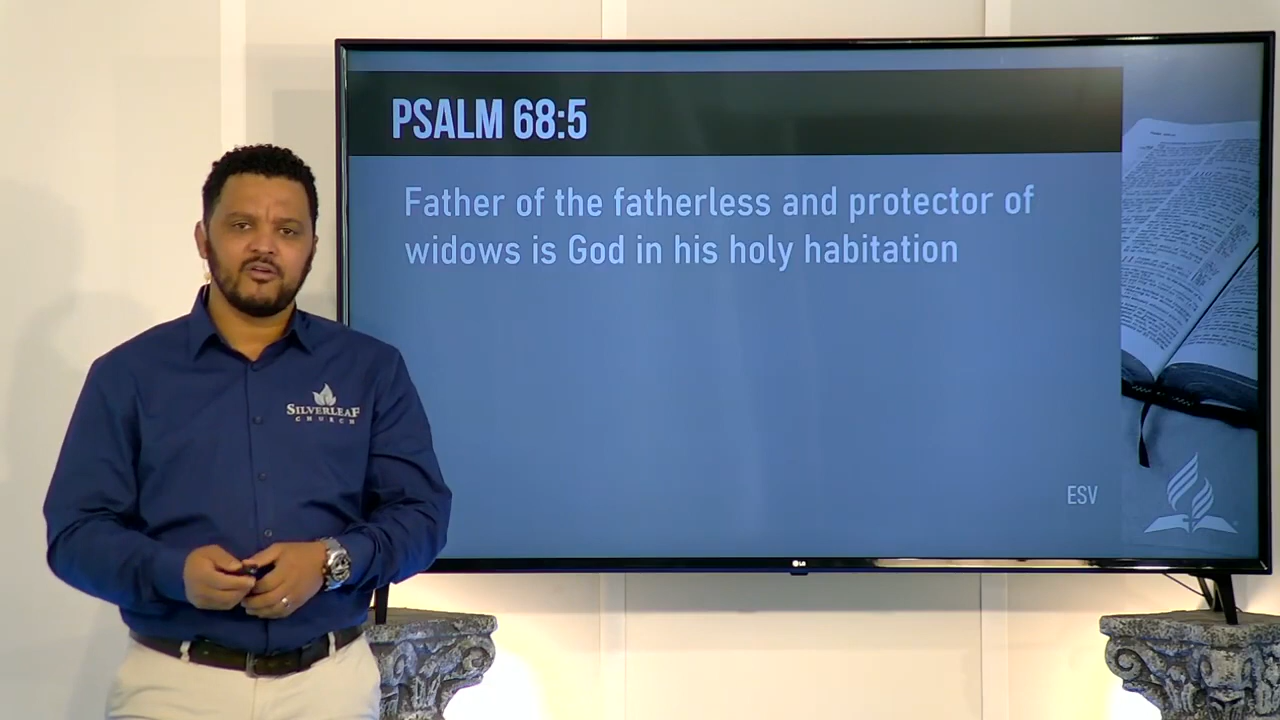 PSALM 68:5
Father of the fatherless and protector of
widows is God in his holy habitation
ESV
SILVERLEAF
CHURCH
LG